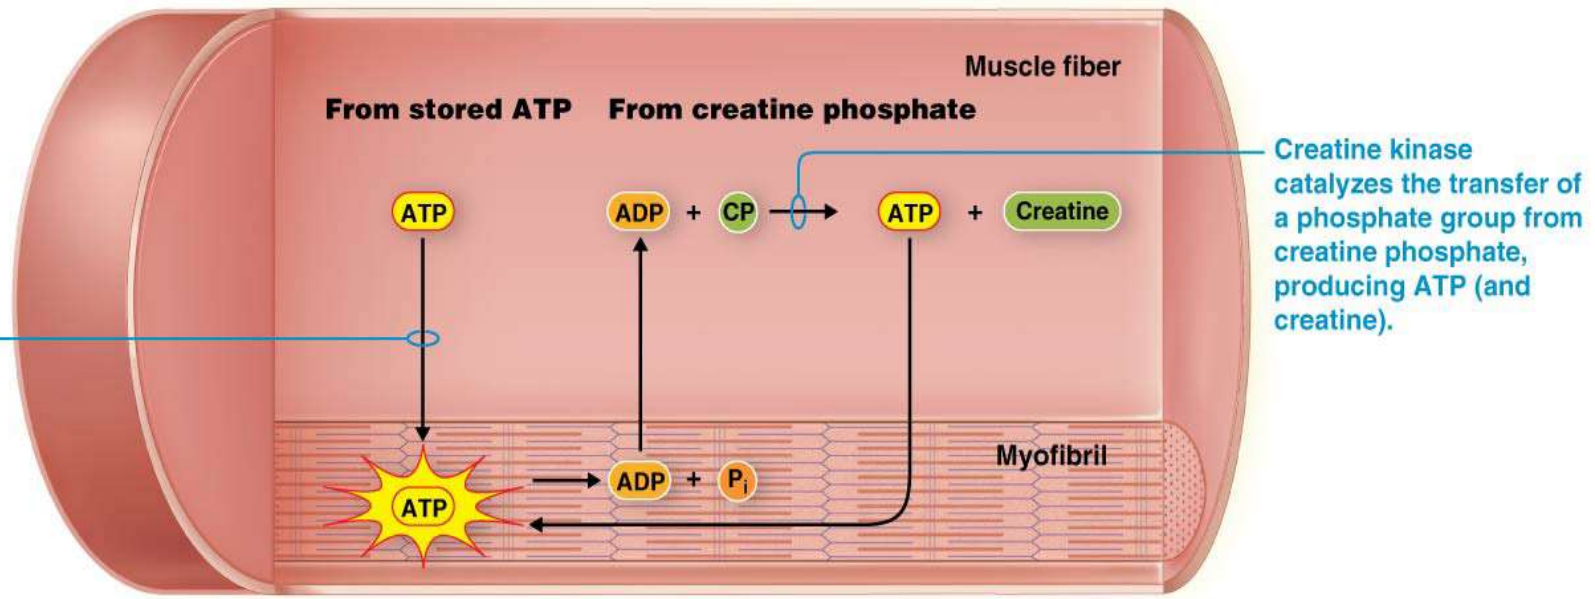 Muscle fiber
From stored ATP From creatine phosphate
Creatine kinase
catalyzes the transfer of
a phosphate group from
creatine phosphate,
producing ATP (and
creatine).
ATP ADP + CP ATP + Creatine
Myofibril
ATP ADP + Pi